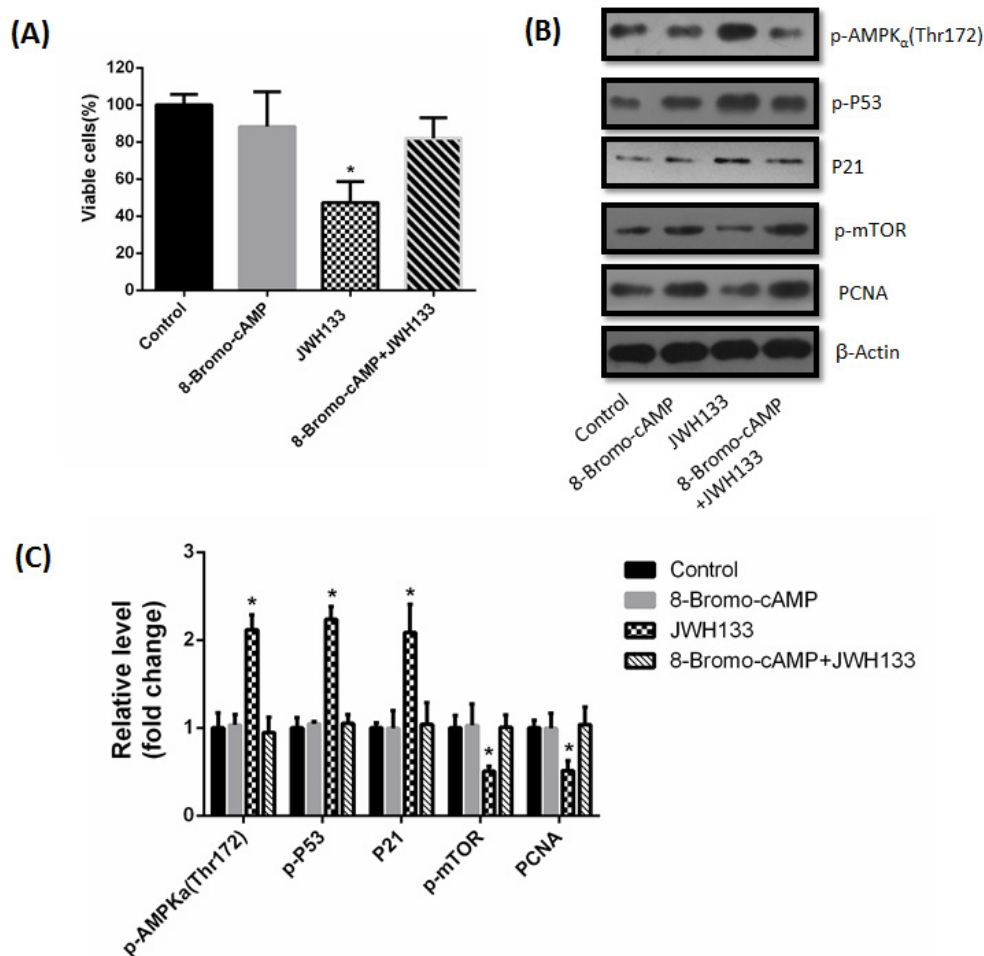 (A)
120
100
80
60
40
20
0
Viable cells(%)
*
Control
8-Bromo-cAMP
JWH133
8-Bromo-cAMP+JWH133
(B)
p-AMPKα(Thr172)
p-P53
P21
p-mTOR
PCNA
β-Actin
Control
8-Bromo-cAMP
JWH133
8-Bromo-cAMP
+JWH133
(C)
3
2
1
0
Relative level
(fold change)
*
*
*
*
*
p-AMPKa(Thr172)
p-P53
P21
p-mTOR
PCNA
Control
8-Bromo-cAMP
JWH133
8-Bromo-cAMP+JWH133